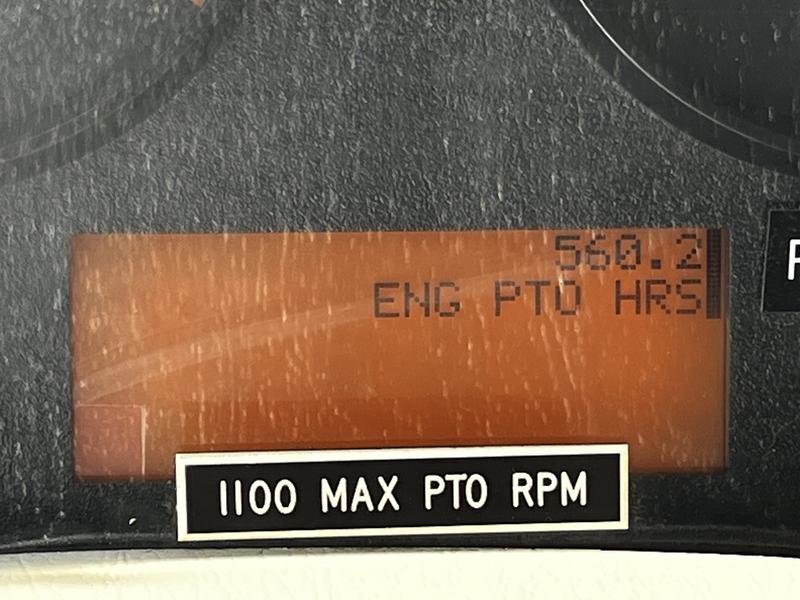 560.2
ENG PTO HRS
1100 MAX PTO RPM